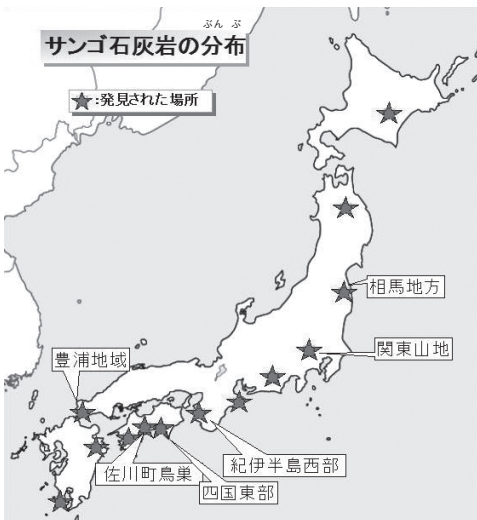 ぶん ぷ
サンゴ石灰岩の分布
★:発見された場所
相馬地方
関東山地
豊浦地域
紀伊半島西部
佐川町鳥巣
四国東部